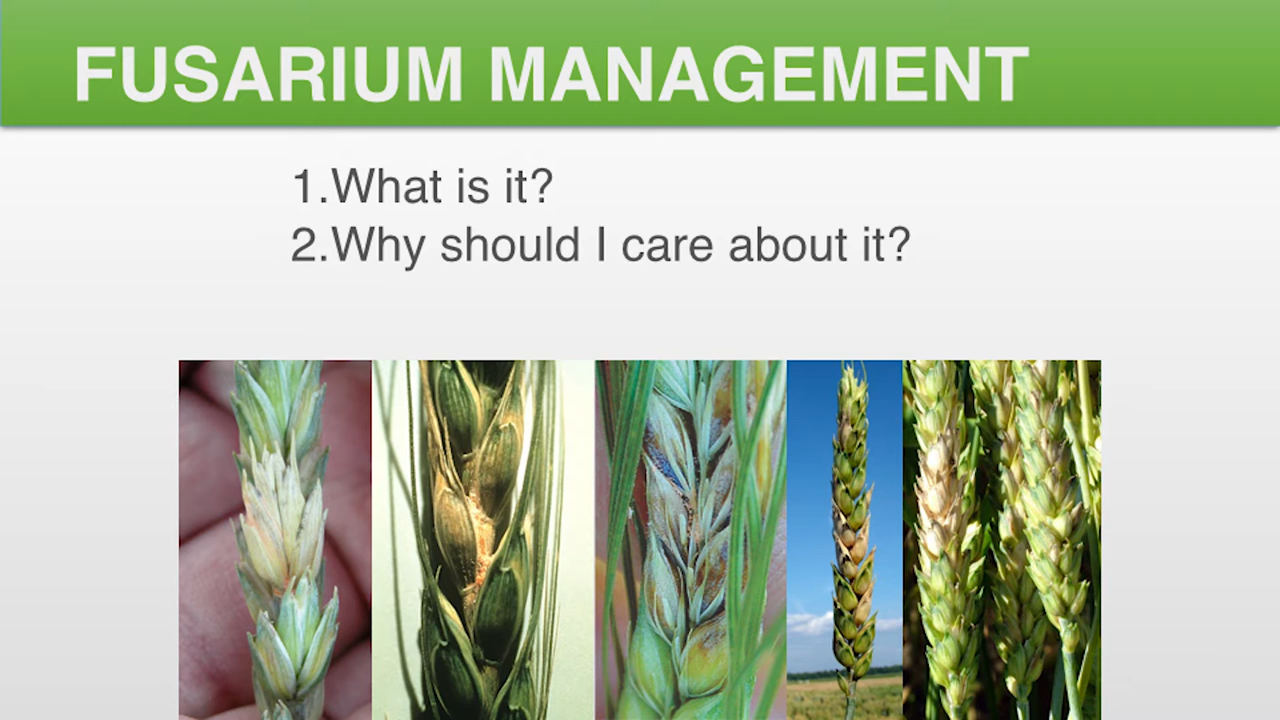 FUSARIUM MANAGEMENT
1.What is it?
2.Why should I care about it?